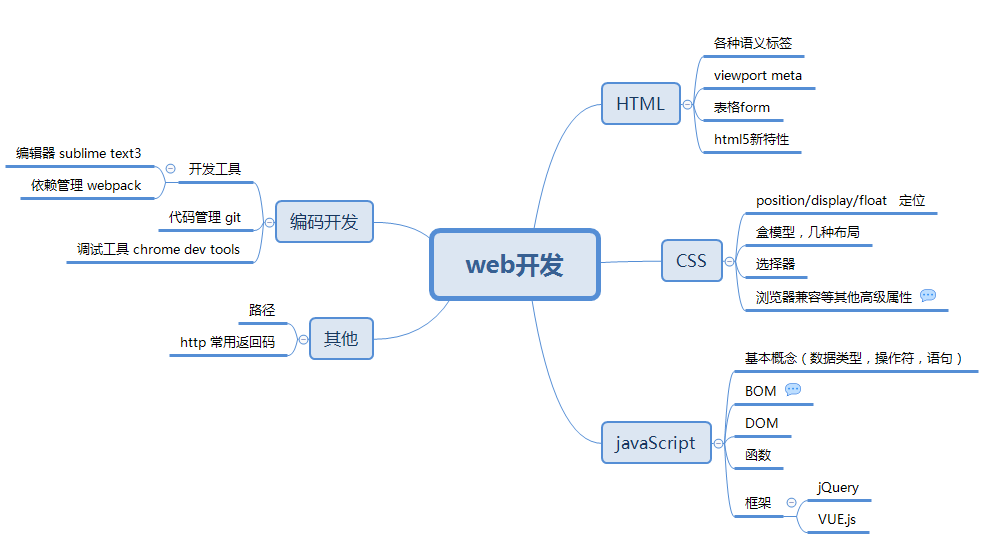 web开发
HTML
各种语义标签
viewport meta
表格form
html5新特性
CSS
position/display/float 定位
盒模型，几种布局
选择器
浏览器兼容等其他高级属性
javaScript
基本概念（数据类型，操作符，语句）
BOM
DOM
函数
框架
jQuery
VUE.js
编码开发
开发工具
编辑器 sublime text3
依赖管理 webpack
代码管理 git
调试工具 chrome dev tools
其他
路径
http 常用返回码